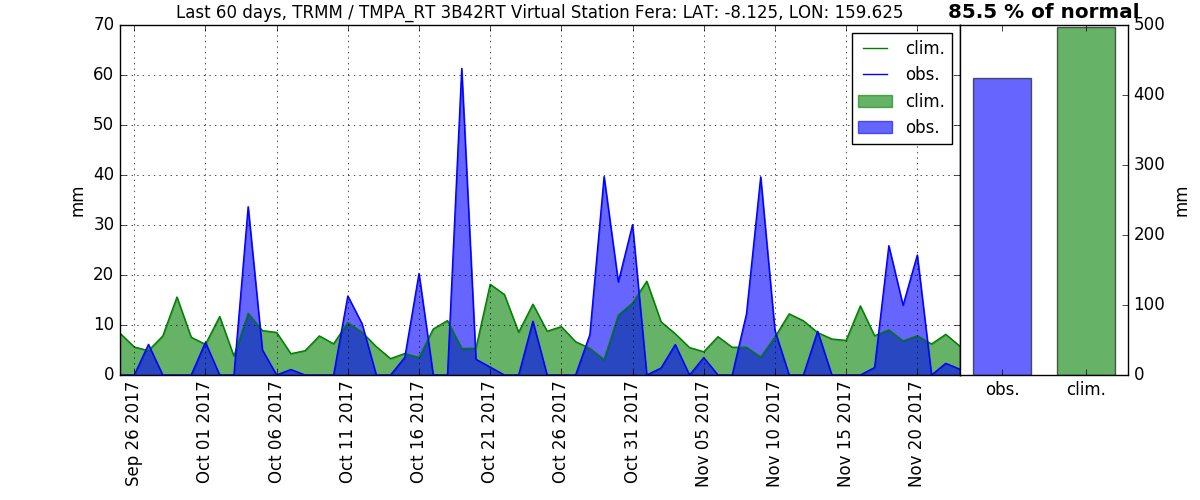 Last 60 days, TRMM / TMPA_RT 3B42RT Virtual Station Fera: LAT: -8.125, LON: 159.625
85.5 % of normal
70
60
50
40
30
20
10
0
mm
clim.
obs.
clim.
obs.
500
400
300
200
100
0
mm
obs.
clim.
Sep 26 2017
Oct 01 2017
Oct 06 2017
Oct 11 2017
Oct 16 2017
Oct 21 2017
Oct 26 2017
Oct 31 2017
Nov 05 2017
Nov 10 2017
Nov 15 2017
Nov 20 2017